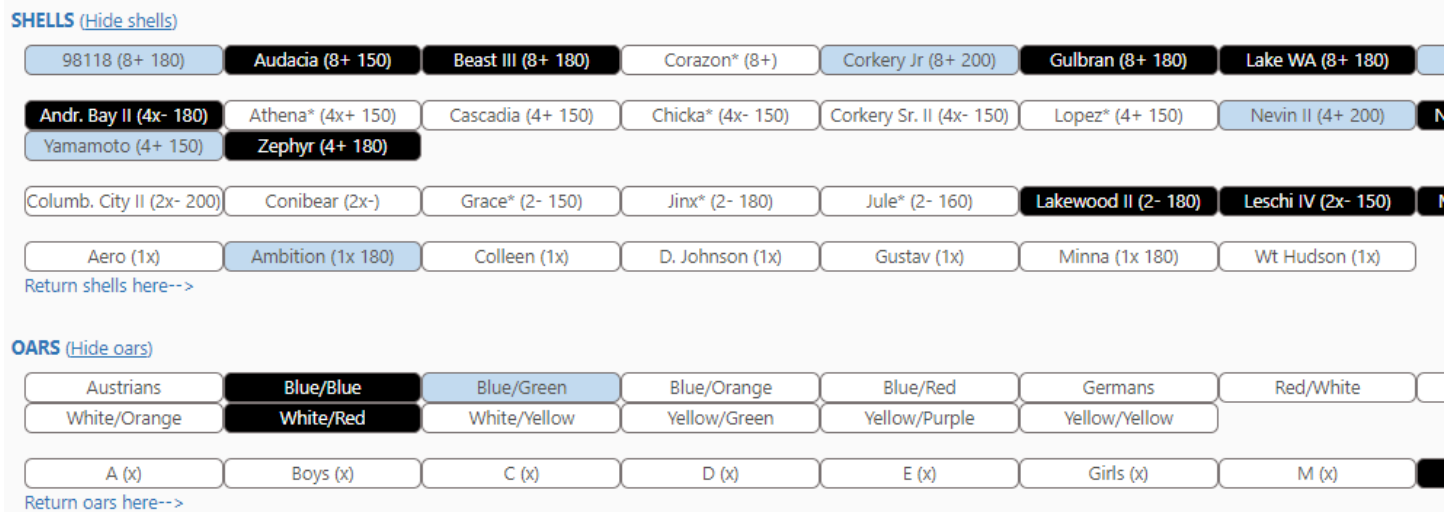 SHELLS (Hide shells)
98118 (8+ 180) Audacia (8+ 150) Beast III (8+ 180) Corazon* (8+) Corkery Jr (8+ 200) Gulbran (8+ 180) Lake WA (8+ 180)
Andr. Bay II (4x- 180) Athena* (4x+ 150) Cascadia (4+ 150) Chicka* (4x- 150) Corkery Sr. II (4x- 150) Lopez* (4+ 150) Nevin II (4+ 200)
Yamamoto (4+ 150) Zephyr (4+ 180)
Columb. City II (2x- 200) Conibear (2x-) Grace* (2- 150) Jinx* (2- 180) Jule* (2- 160) Lakewood II (2- 180) Leschi IV (2x- 150)
Aero (1x) Ambition (1x 180) Colleen (1x) D. Johnson (1x) Gustav (1x) Minna (1x 180) Wt Hudson (1x)
Return shells here-->
OARS (Hide oars)
Austrians Blue/Blue Blue/Green Blue/Orange Blue/Red Germans Red/White
White/Orange White/Red White/Yellow Yellow/Green Yellow/Purple Yellow/Yellow
A (x) Boys (x) C (x) D (x) E (x) Girls (x) M (x)
Return oars here-->